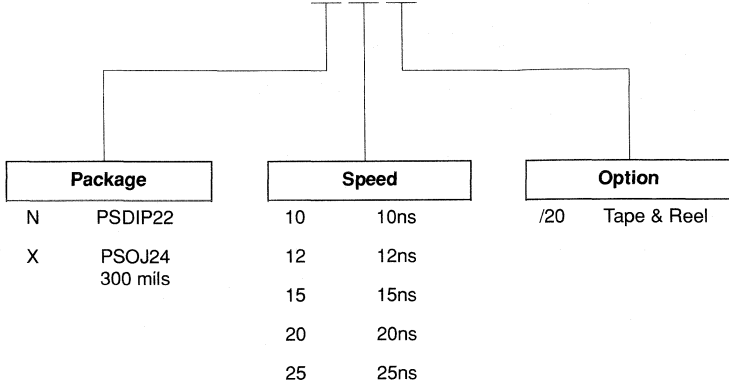 Package Speed Option
N PSDIP22 10 10ns /20 Tape & Reel
X PSOJ24 12 12ns
300 mils
15 15ns
20 20ns
25 25ns